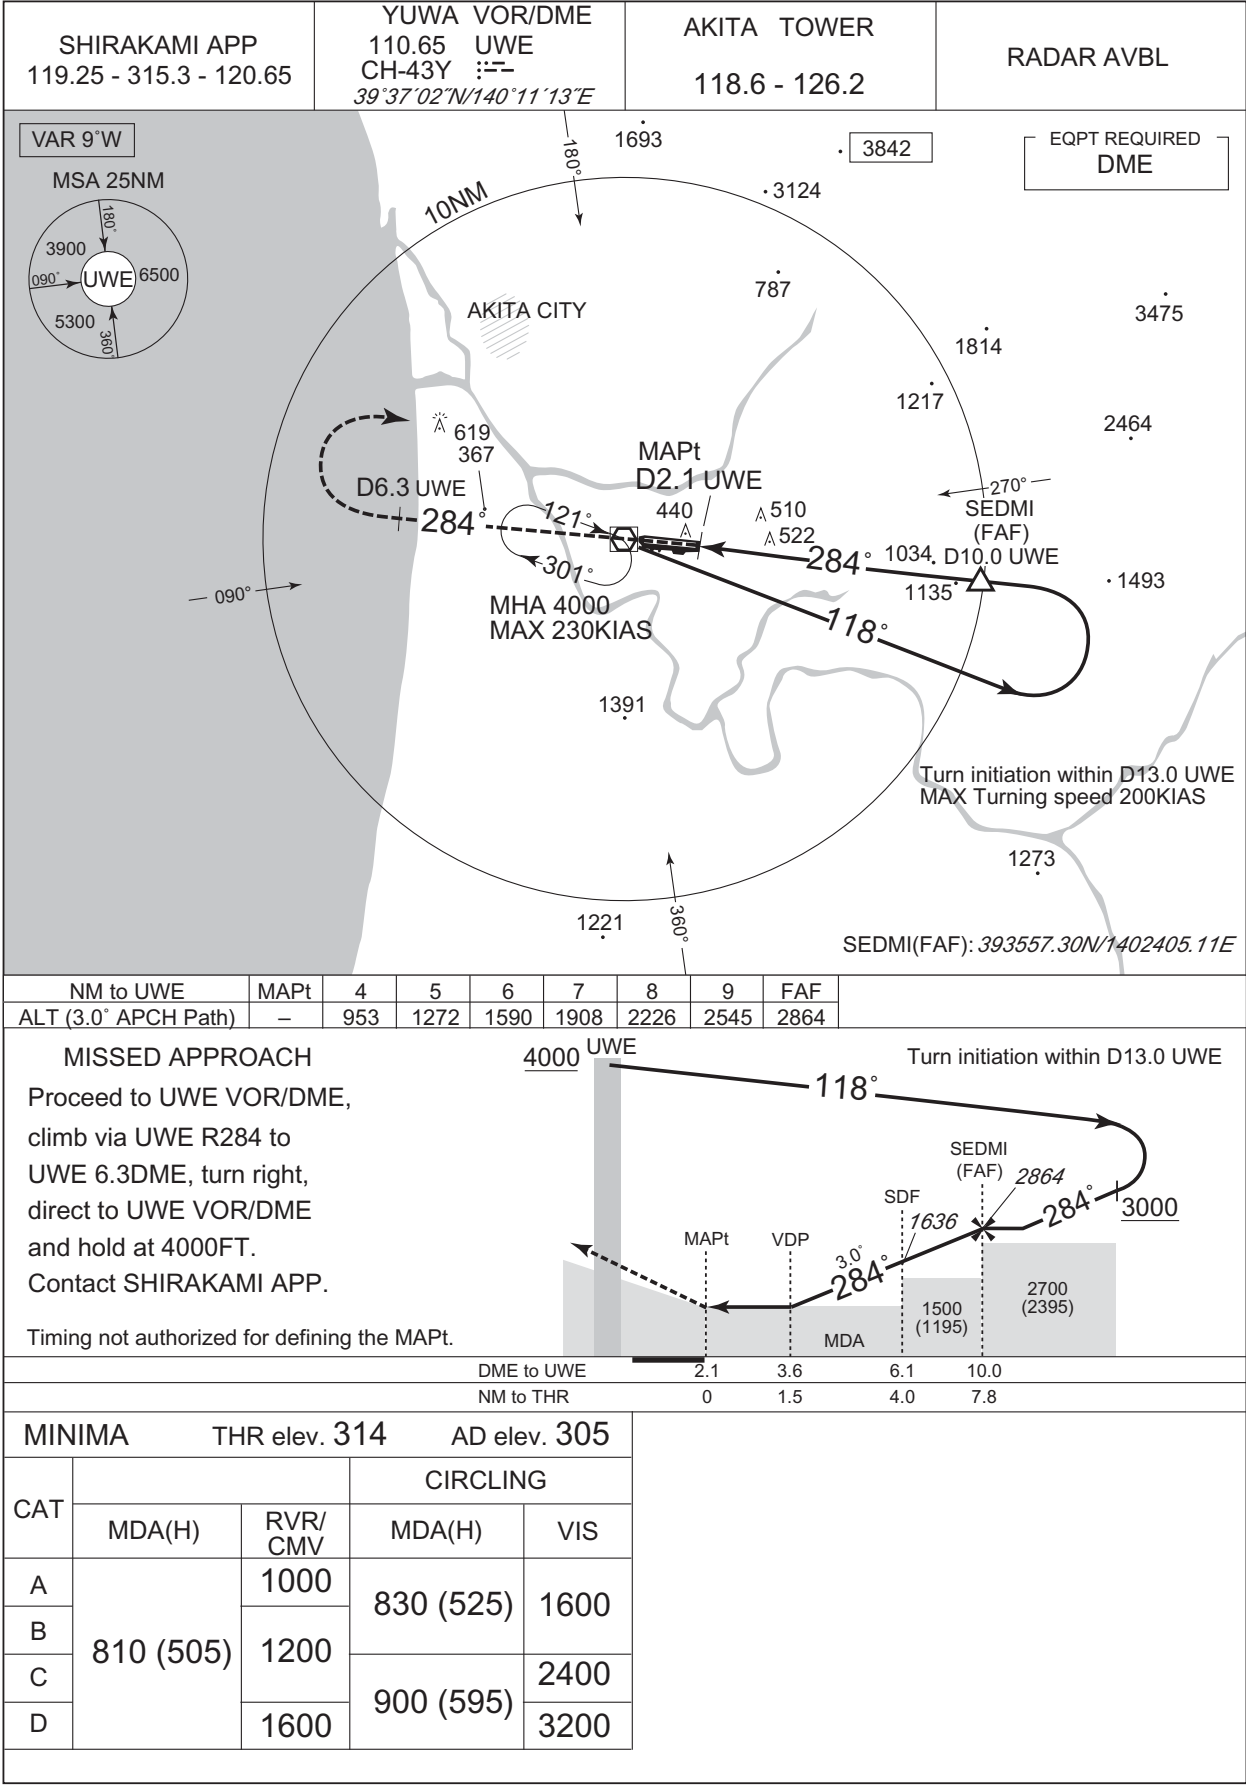 SHIRAKAMI APP
119.25 - 315.3 - 120.65
YUWA VOR/DME
110.65 UWE
CH-43Y
39°37´02˝N/140°11´13˝E
AKITA TOWER
118.6 - 126.2
RADAR AVBL
VAR 9°W
MSA 25NM
180°
3900
090°
UWE
6500
5300
360°
EQPT REQUIRED
DME
180°
1693
3842
3124
10NM
787
AKITA CITY
3475
1814
1217
2464
619
367
MAPt
D2.1 UWE
D6.3 UWE
270°
SEDMI
(FAF)
D10.0 UWE
284°
121°
440
510
522
284°
1034
1135
1493
301°
090°
MHA 4000
MAX 230KIAS
118°
1391
Turn initiation within D13.0 UWE
MAX Turning speed 200KIAS
1273
1221
360°
SEDMI(FAF): 393557.30N/1402405.11E
NM to UWE MAPt 4 5 6 7 8 9 FAF
ALT (3.0° APCH Path) – 953 1272 1590 1908 2226 2545 2864
MISSED APPROACH
Proceed to UWE VOR/DME,
climb via UWE R284 to
UWE 6.3DME, turn right,
direct to UWE VOR/DME
and hold at 4000FT.
Contact SHIRAKAMI APP.
Timing not authorized for defining the MAPt.
4000
UWE
Turn initiation within D13.0 UWE
118°
SEDMI
(FAF)
2864
SDF
1636
284°
3000
MAPt
VDP
3.0°
284°
2700
(2395)
1500
(1195)
MDA
DME to UWE 2.1 3.6 6.1 10.0
NM to THR 0 1.5 4.0 7.8
MINIMA THR elev. 314 AD elev. 305
CAT
CIRCLING
MDA(H)
RVR/
CMV
MDA(H)
VIS
A
B
C
D
810 (505)
1000
1200
1600
830 (525)
900 (595)
1600
2400
3200